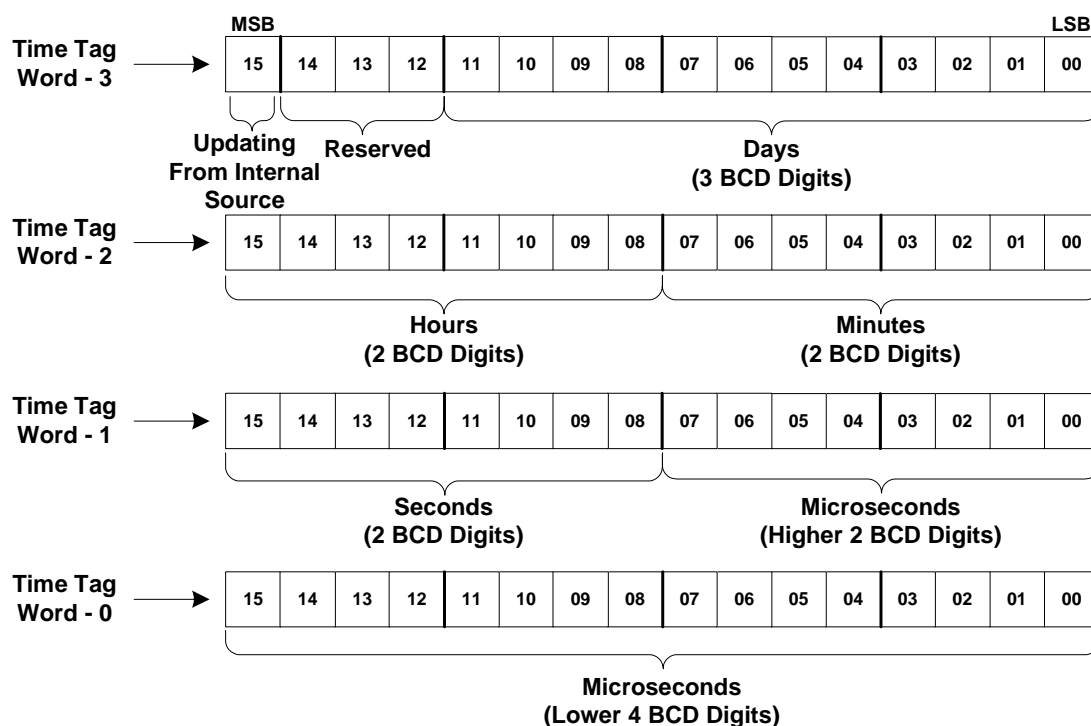 MSB LSB
Time Tag
Word - 3
15 14 13 12 11 10 09 08 07 06 05 04 03 02 01 00
Updating
From Internal
Source
Reserved
Days
(3 BCD Digits)
Time Tag
Word - 2
15 14 13 12 11 10 09 08 07 06 05 04 03 02 01 00
Hours
(2 BCD Digits)
Minutes
(2 BCD Digits)
Time Tag
Word - 1
15 14 13 12 11 10 09 08 07 06 05 04 03 02 01 00
Seconds
(2 BCD Digits)
Microseconds
(Higher 2 BCD Digits)
Time Tag
Word - 0
15 14 13 12 11 10 09 08 07 06 05 04 03 02 01 00
Microseconds
(Lower 4 BCD Digits)